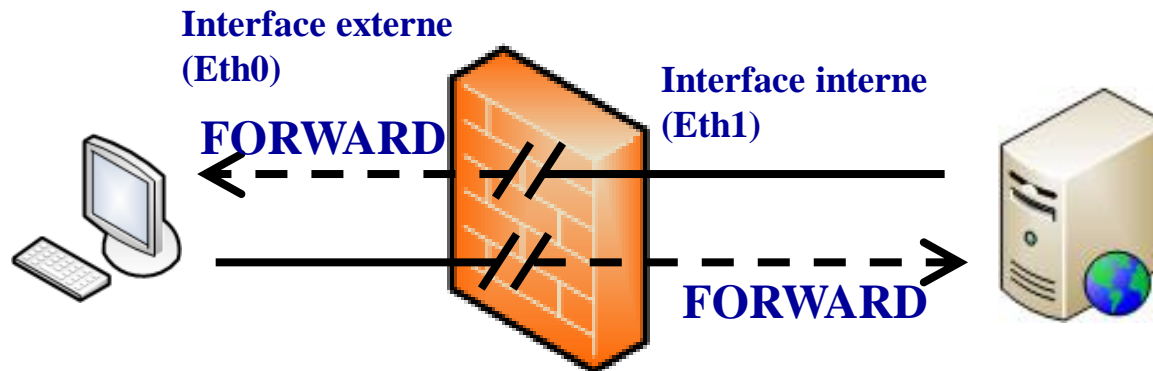 Interface externe
(Eth0)
Interface interne
(Eth1)
FORWARD
FORWARD